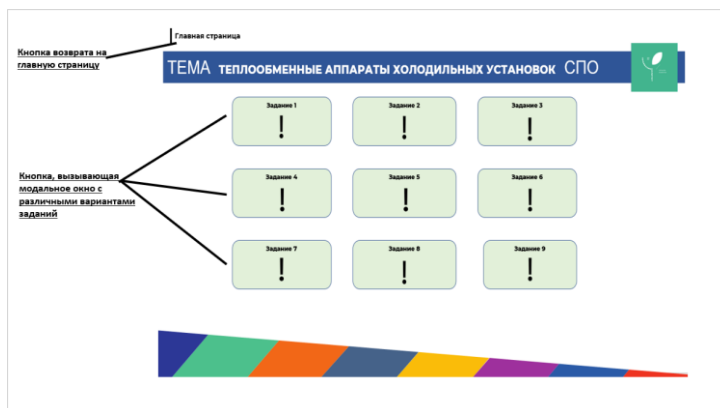 Главная страница
Кнопка возврата на
главную страницу
ТЕМА ТЕПЛООБМЕННЫЕ АППАРАТЫ ХОЛОДИЛЬНЫХ УСТАНОВОК СПО
Задание 1
Задание 2
Задание 3
!
!
!
Кнопка, вызывающая
модальное окно с
различными вариантами
заданий
Задание 4
Задание 5
Задание 6
!
!
!
Задание 7
Задание 8
Задание 9
!
!
!